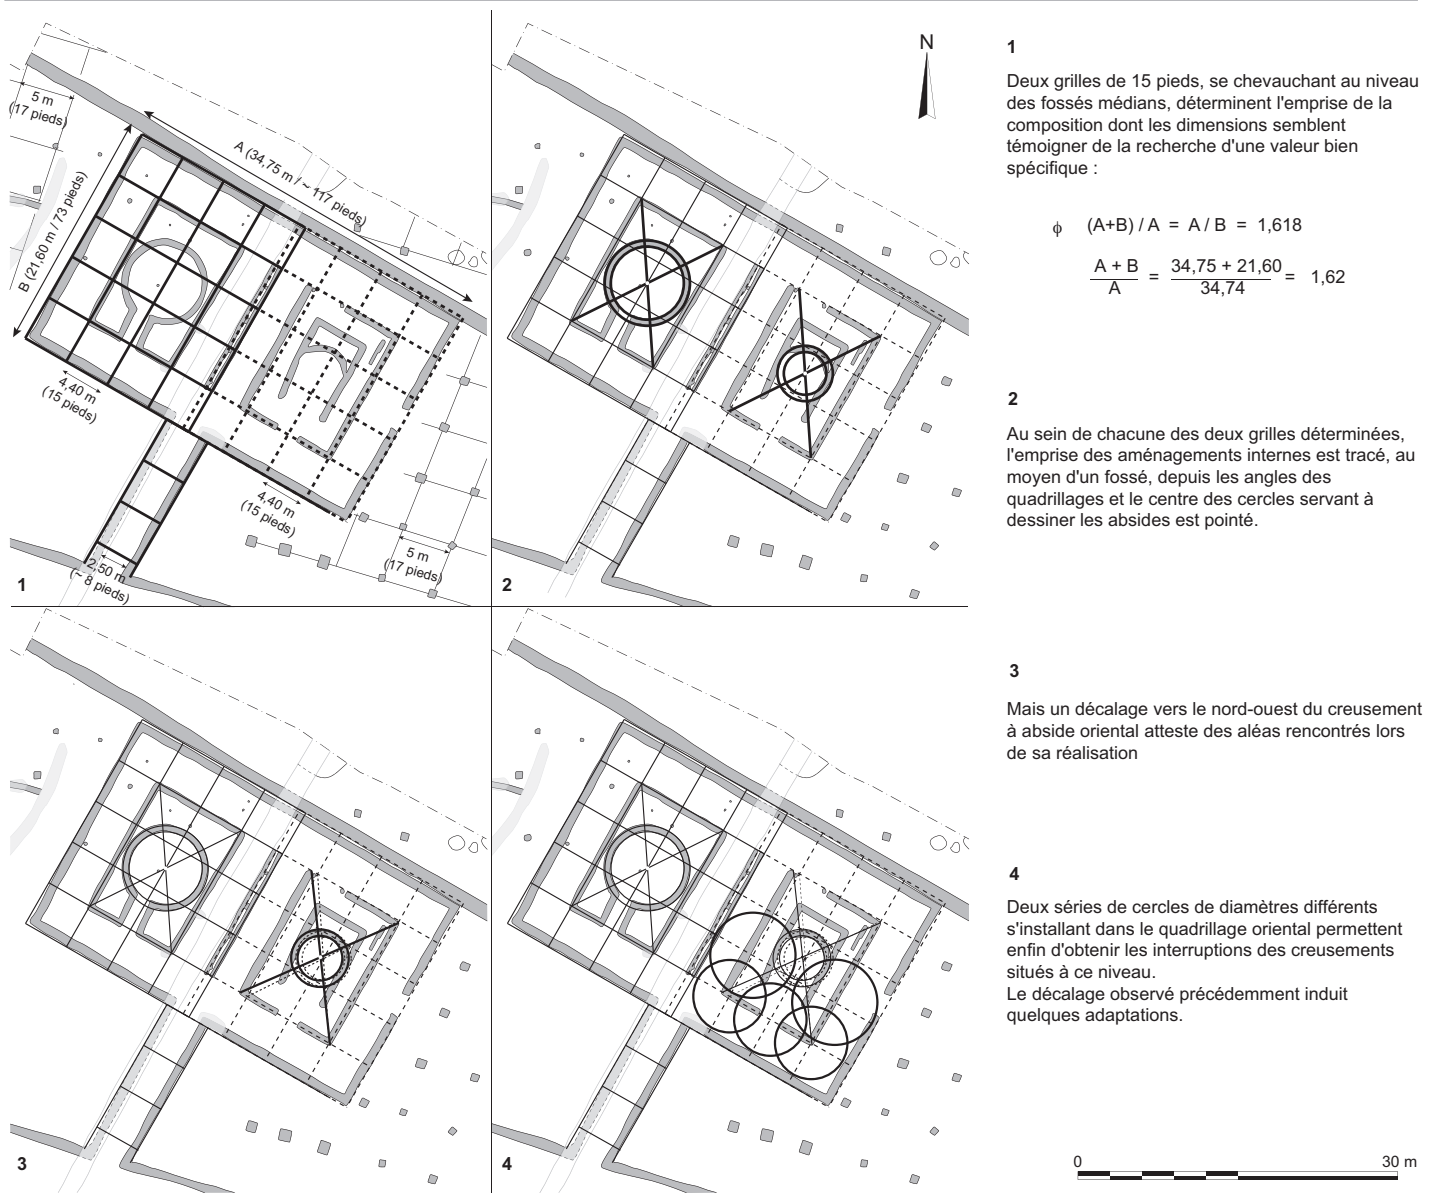 5 m
(17 pieds)
A (34,75 m / ~ 117 pieds)
B (21,60 m / 73 pieds)
4,40 m
(15 pieds)
4,40 m
(15 pieds)
5 m
(17 pieds)
2,50 m
(~ 8 pieds)
1
N
2
3
4
1
Deux grilles de 15 pieds, se chevauchant au niveau
des fossés médians, déterminent l'emprise de la
composition dont les dimensions semblent
témoigner de la recherche d'une valeur bien
spécifique :
ϕ (A+B) / A = A / B = 1,618
A + B / A = 34,75 + 21,60 / 34,74 = 1,62
2
Au sein de chacune des deux grilles déterminées,
l'emprise des aménagements internes est tracé, au
moyen d'un fossé, depuis les angles des
quadrillages et le centre des cercles servant à
dessiner les absides est pointé.
3
Mais un décalage vers le nord-ouest du creusement
à abside oriental atteste des aléas rencontrés lors
de sa réalisation
4
Deux séries de cercles de diamètres différents
s'installant dans le quadrillage oriental permettent
enfin d'obtenir les interruptions des creusements
situés à ce niveau.
Le décalage observé précédemment induit
quelques adaptations.
0 30 m